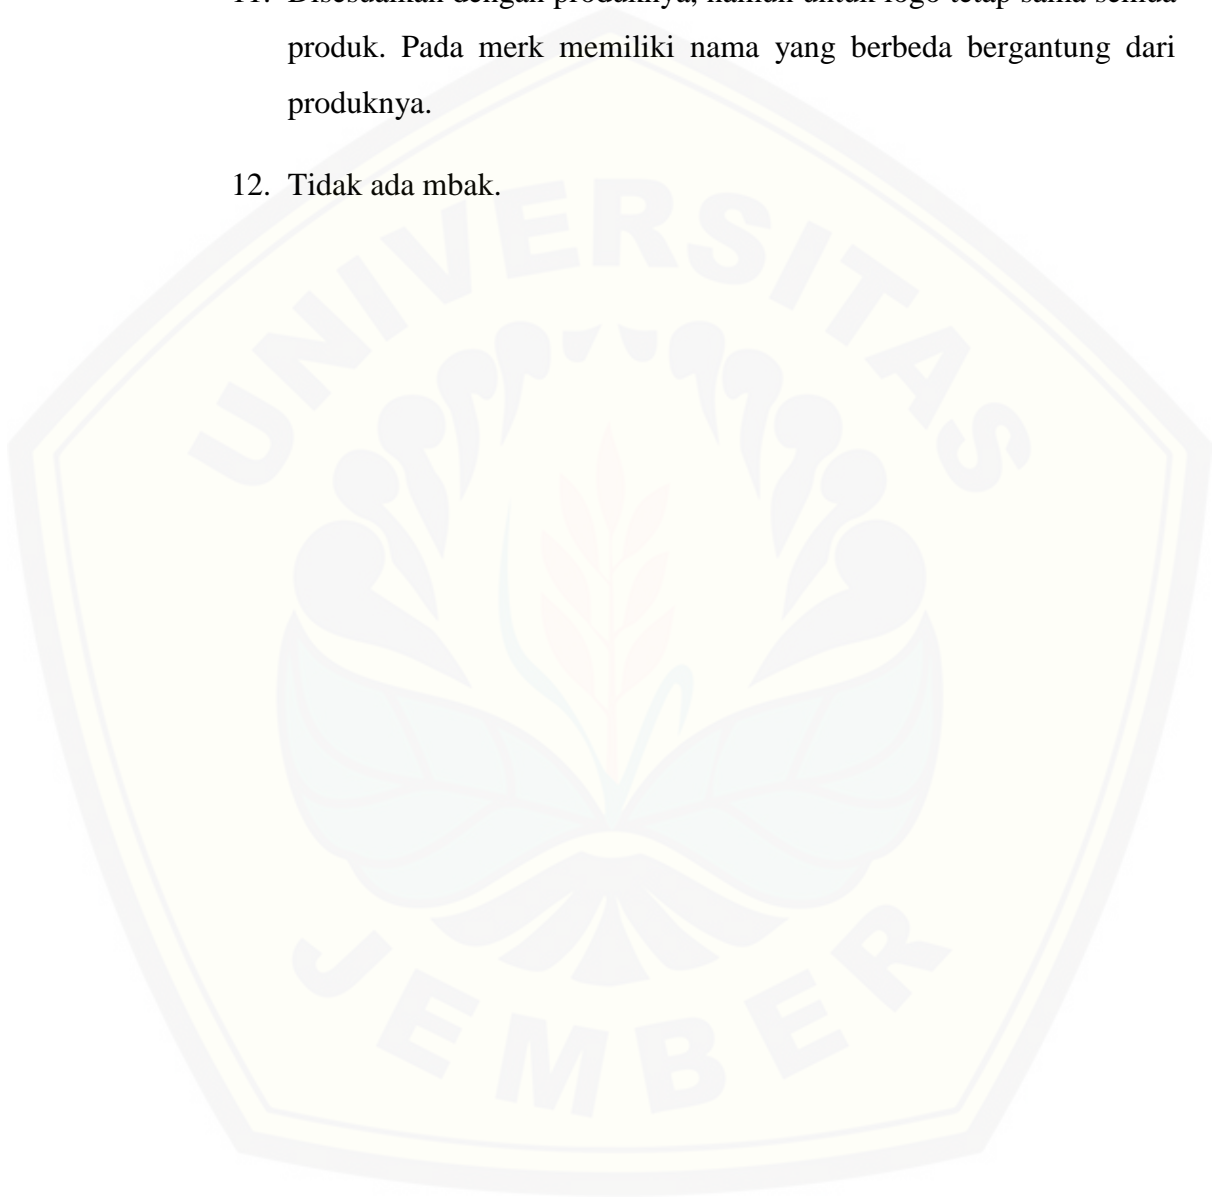 11. Disesuaikan dengan produknya, namun untuk logo tetap sama semua
produk. Pada merk memiliki nama yang berbeda bergantung dari
produknya.
12. Tidak ada mbak.
UNIVERSITAS
JEMBER